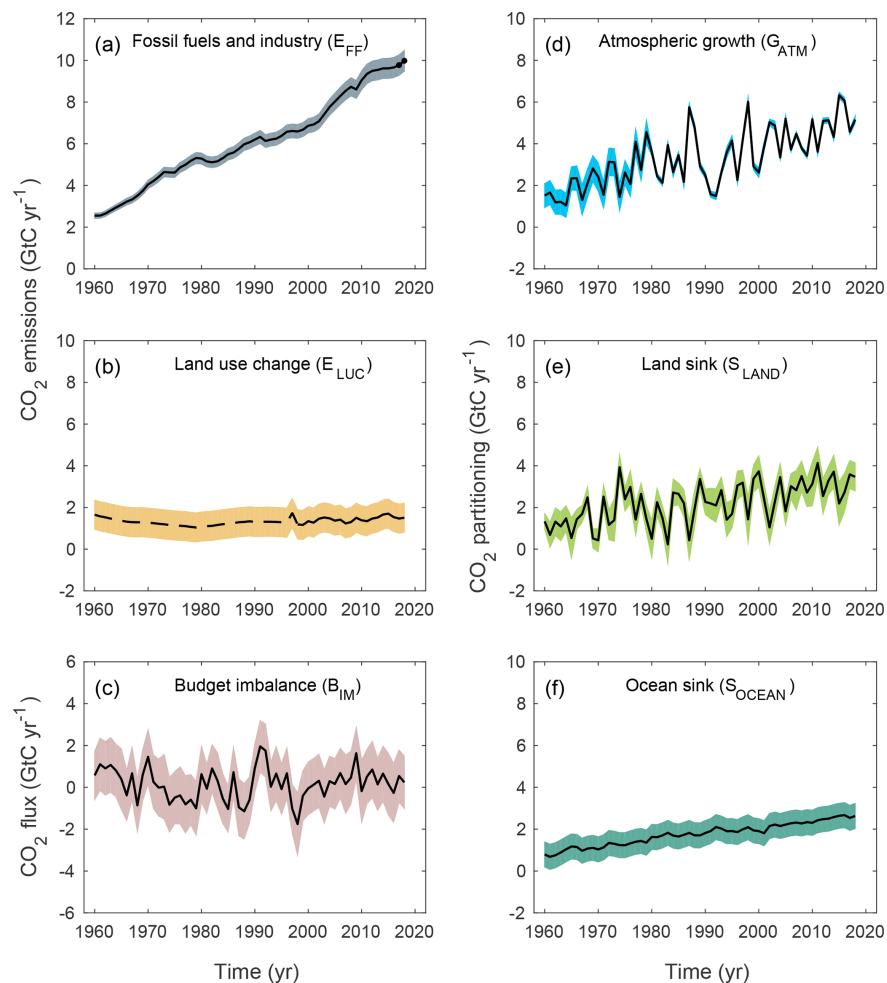 CO2 emissions (GtC yr-1)
(a) Fossil fuels and industry (EFF)
12
10
8
6
4
2
0
1960 1970 1980 1990 2000 2010 2020
(b) Land use change (ELUC)
10
8
6
4
2
0
-2
1960 1970 1980 1990 2000 2010 2020
CO2 flux (GtC yr-1)
(c) Budget imbalance (BIM)
6
4
2
0
-2
-4
-6
1960 1970 1980 1990 2000 2010 2020
Time (yr)
CO2 partitioning (GtC yr-1)
(d) Atmospheric growth (GATM)
10
8
6
4
2
0
-2
1960 1970 1980 1990 2000 2010 2020
(e) Land sink (SLAND)
10
8
6
4
2
0
-2
1960 1970 1980 1990 2000 2010 2020
(f) Ocean sink (SOCEAN)
10
8
6
4
2
0
-2
1960 1970 1980 1990 2000 2010 2020
Time (yr)